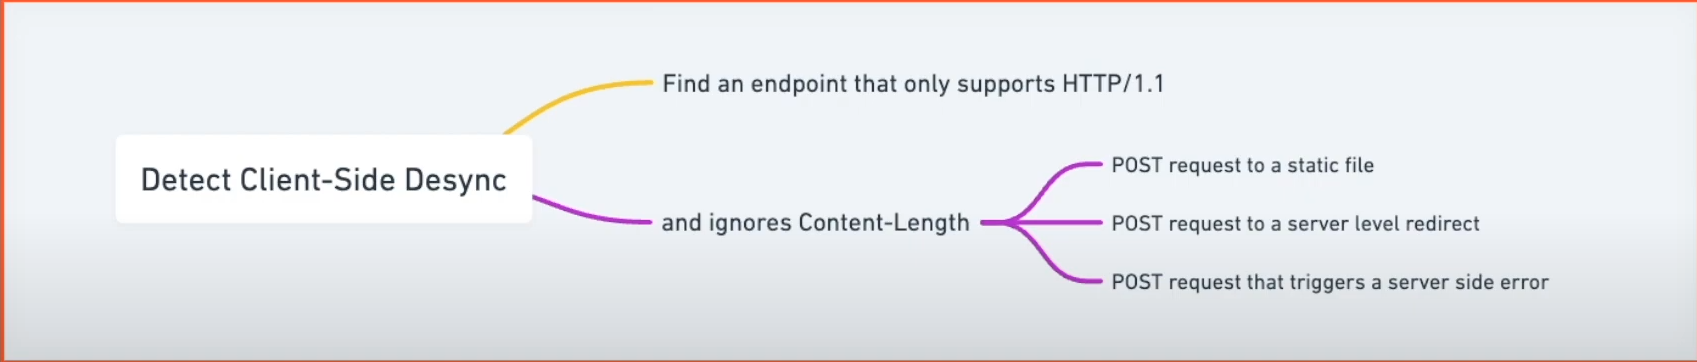 Find an endpoint that only supports HTTP/1.1
Detect Client-Side Desync
and ignores Content-Length
POST request to a static file
POST request to a server level redirect
POST request that triggers a server side error